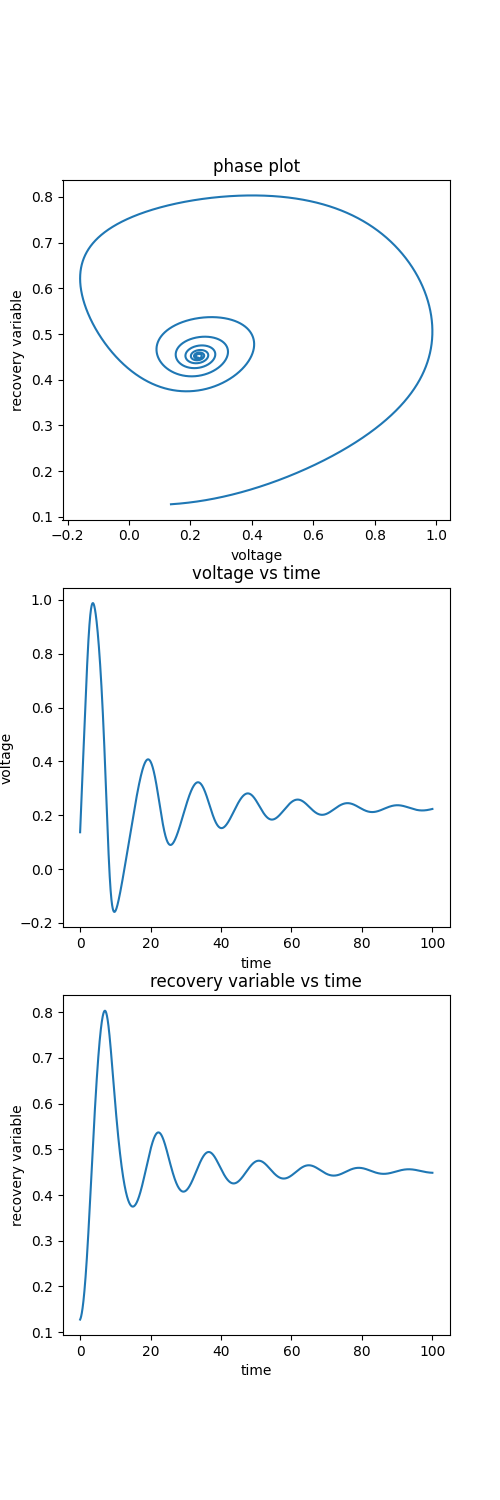 phase plot
0.8
0.7
0.6
0.5
0.4
0.3
0.2
0.1
recovery variable
−0.2 0.0 0.2 0.4 0.6 0.8 1.0
voltage
voltage vs time
1.0
0.8
0.6
0.4
0.2
0.0
−0.2
voltage
0 20 40 60 80 100
time
recovery variable vs time
0.8
0.7
0.6
0.5
0.4
0.3
0.2
0.1
recovery variable
0 20 40 60 80 100
time